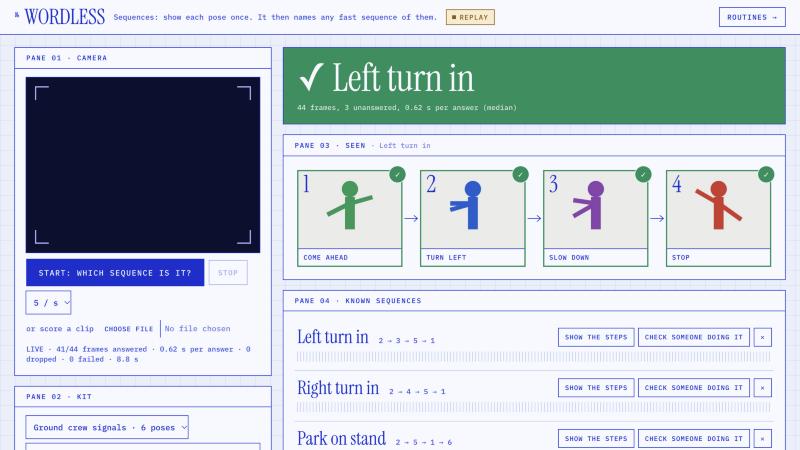 WORDLESS Sequences: show each pose once. It then names any fast sequence of them. REPLAY ROUTINES →
PANE 01 · CAMERA
START: WHICH SEQUENCE IS IT? STOP
5 / s
or score a clip CHOOSE FILE No file chosen
LIVE · 41/44 frames answered · 0.62 s per answer · 0
dropped · 0 failed · 8.8 s
PANE 02 · KIT
Ground crew signals · 6 poses
✓ Left turn in
44 frames, 3 unanswered, 0.62 s per answer (median)
PANE 03 · SEEN · Left turn in
1 ✓ → 2 ✓ → 3 ✓ → 4 ✓
COME AHEAD TURN LEFT SLOW DOWN STOP
PANE 04 · KNOWN SEQUENCES
Left turn in 2 → 3 → 5 → 1 SHOW THE STEPS CHECK SOMEONE DOING IT ×
Right turn in 2 → 4 → 5 → 1 SHOW THE STEPS CHECK SOMEONE DOING IT ×
Park on stand 2 → 5 → 1 → 6 SHOW THE STEPS CHECK SOMEONE DOING IT ×